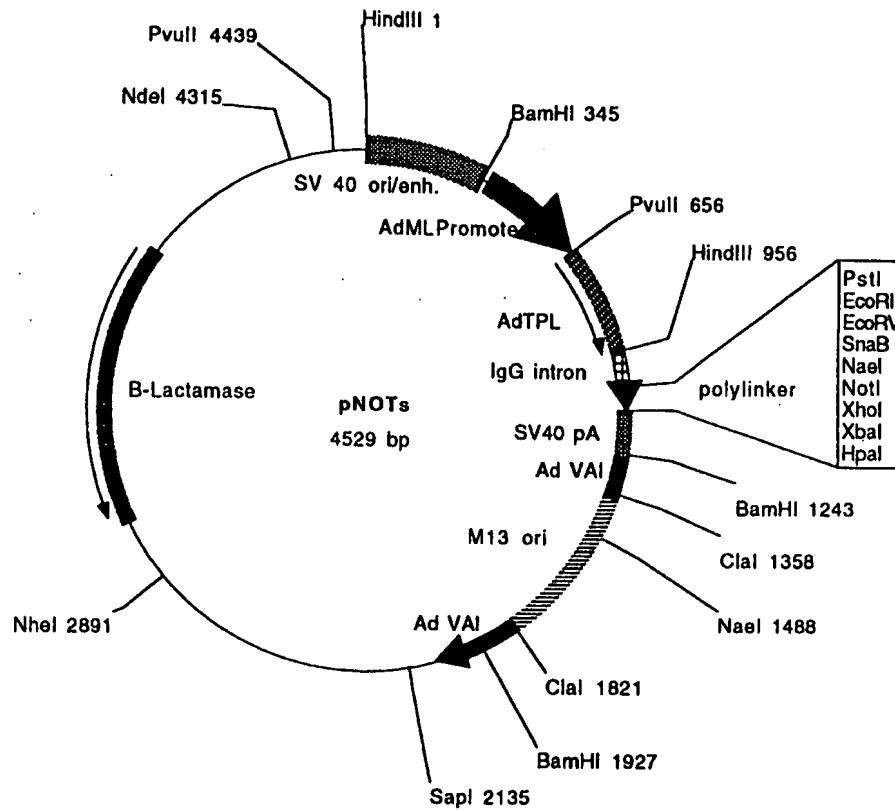 HindIII 1
PvuII 4439
NdeI 4315
BamHI 345
SV 40 ori/enh.
AdMLPromote
PvuII 656
HindIII 956
AdTPL
IgG intron
polylinker
PstI
EcoRI
EcoRV
SnaB
NaeI
NotI
XhoI
XbaI
HpaI
B-Lactamase
pNOTs
4529 bp
SV40 pA
Ad VAI
BamHI 1243
M13 ori
ClaI 1358
NaeI 1488
NheI 2891
Ad VAI
ClaI 1821
BamHI 1927
SapI 2135